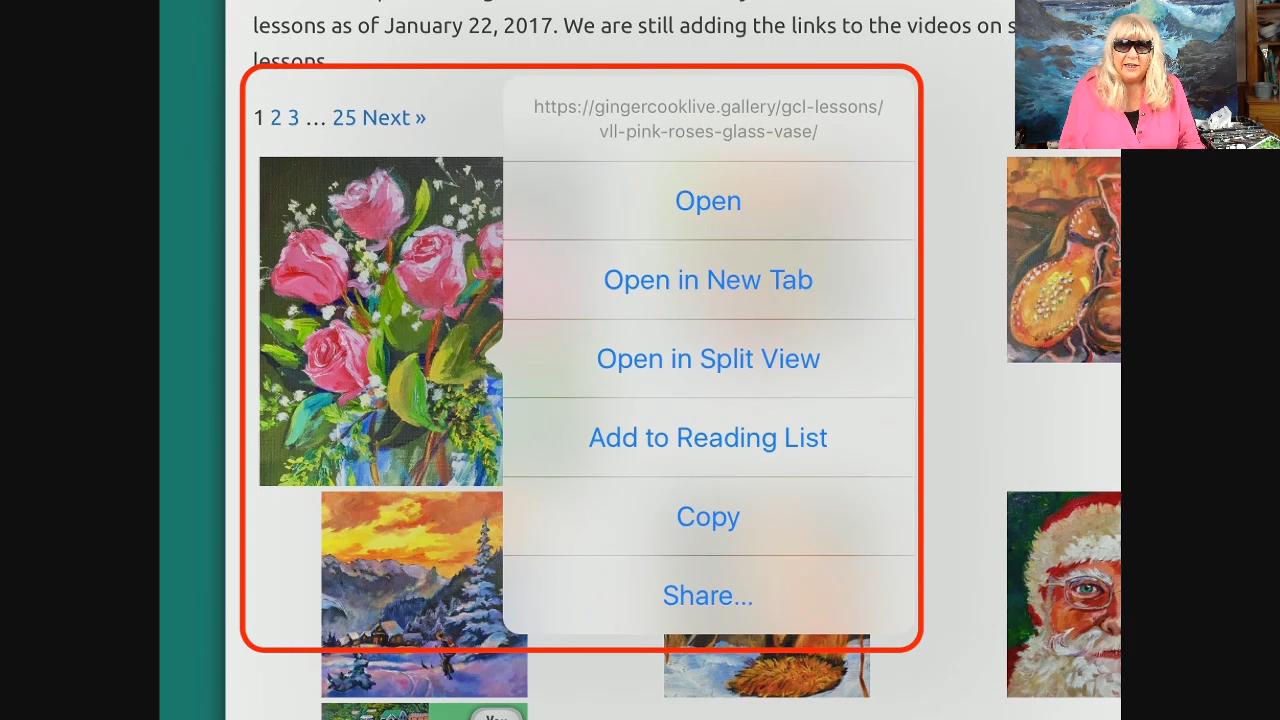 lessons as of January 22, 2017. We are still adding the links to the videos on
lessons.
1 2 3 ... 25 Next »
https://gingercooklive.gallery/gcl-lessons/
vll-pink-roses-glass-vase/
Open
Open in New Tab
Open in Split View
Add to Reading List
Copy
Share...
You